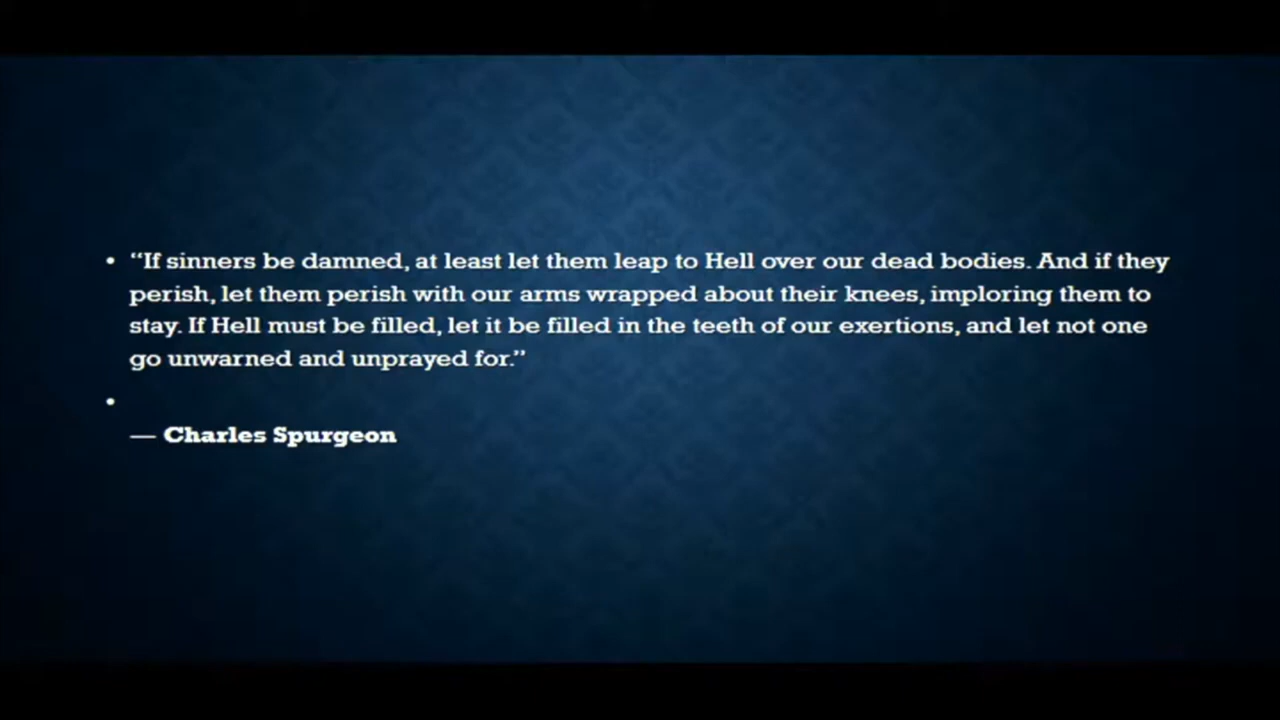 • “If sinners be damned, at least let them leap to Hell over our dead bodies. And if they
perish, let them perish with our arms wrapped about their knees, imploring them to
stay. If Hell must be filled, let it be filled in the teeth of our exertions, and let not one
go unwarned and unprayed for.”
•
— Charles Spurgeon